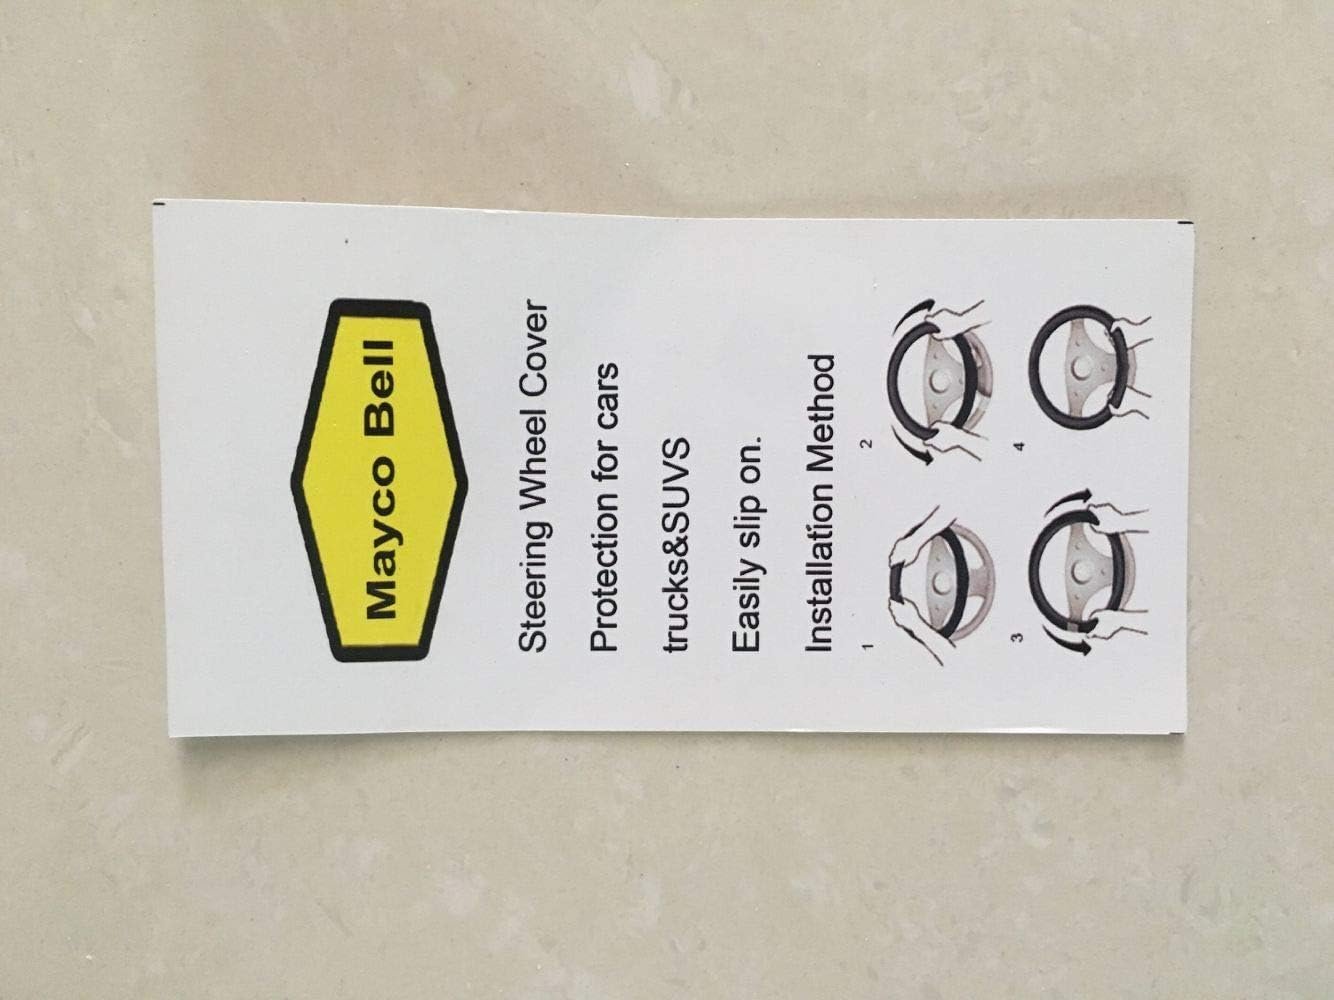 Mayco Bell
Steering Wheel Cover
Protection for cars
trucks&SUVS
Easily slip on.
Installation Method
1
2
3
4